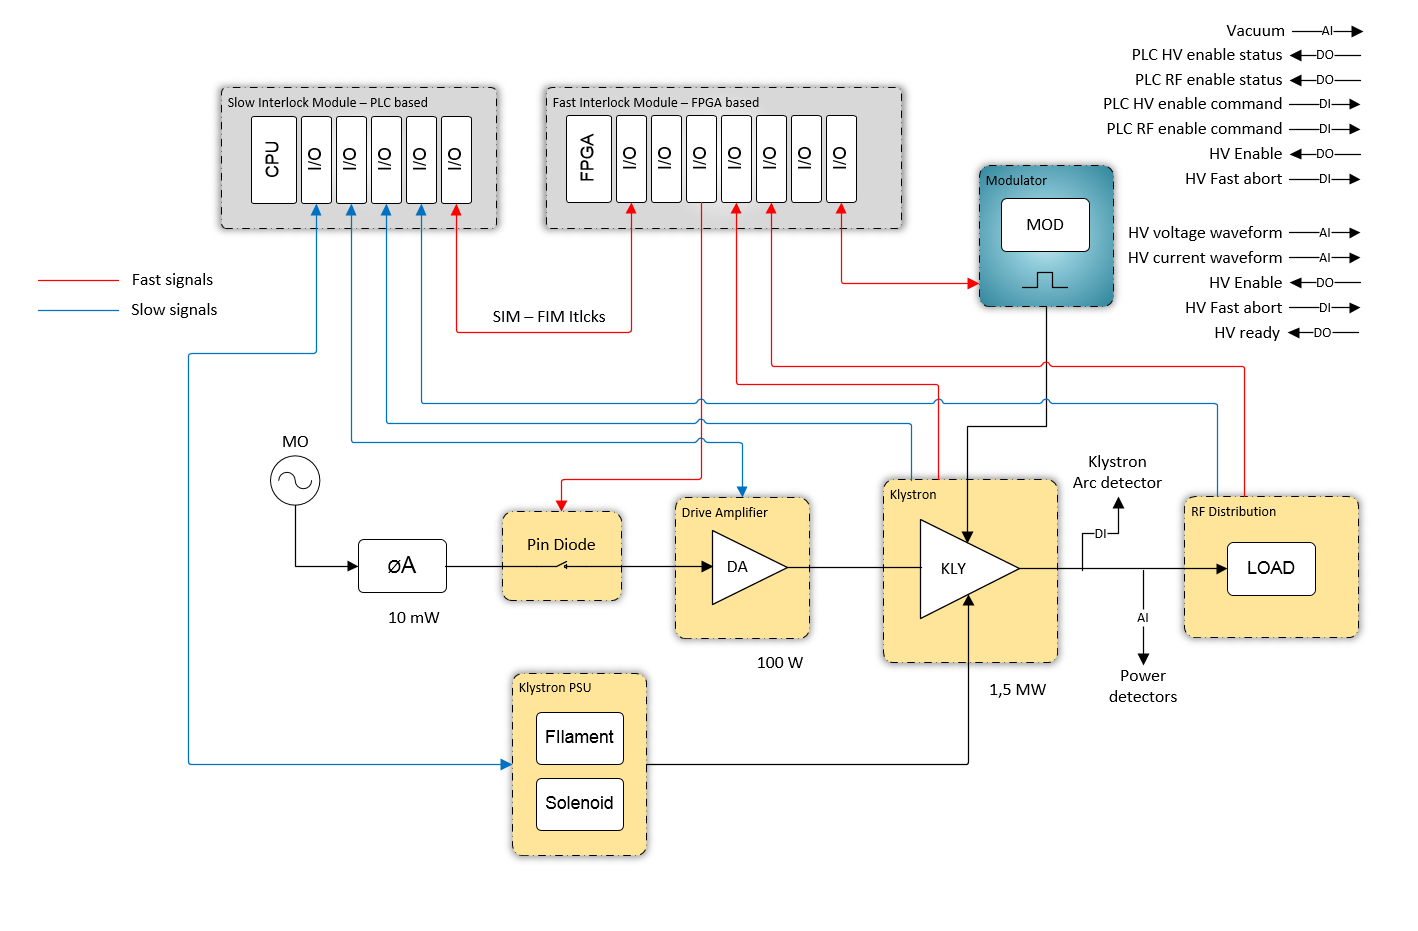 Vacuum AI
PLC HV enable status DO
PLC RF enable status DO
PLC HV enable command DI
PLC RF enable command DI
HV Enable DO
HV Fast abort DI
HV voltage waveform AI
HV current waveform AI
HV Enable DO
HV Fast abort DI
HV ready DO
Slow Interlock Module – PLC based
CPU
I/O
I/O
I/O
I/O
I/O
Fast Interlock Module – FPGA based
FPGA
I/O
I/O
I/O
I/O
I/O
I/O
I/O
Modulator
MOD
Fast signals
Slow signals
SIM – FIM Itlcks
MO
øA
10 mW
Pin Diode
Drive Amplifier
DA
100 W
Klystron
KLY
1,5 MW
Klystron
Arc detector
DI
AI
Power
detectors
RF Distribution
LOAD
Klystron PSU
FIlament
Solenoid